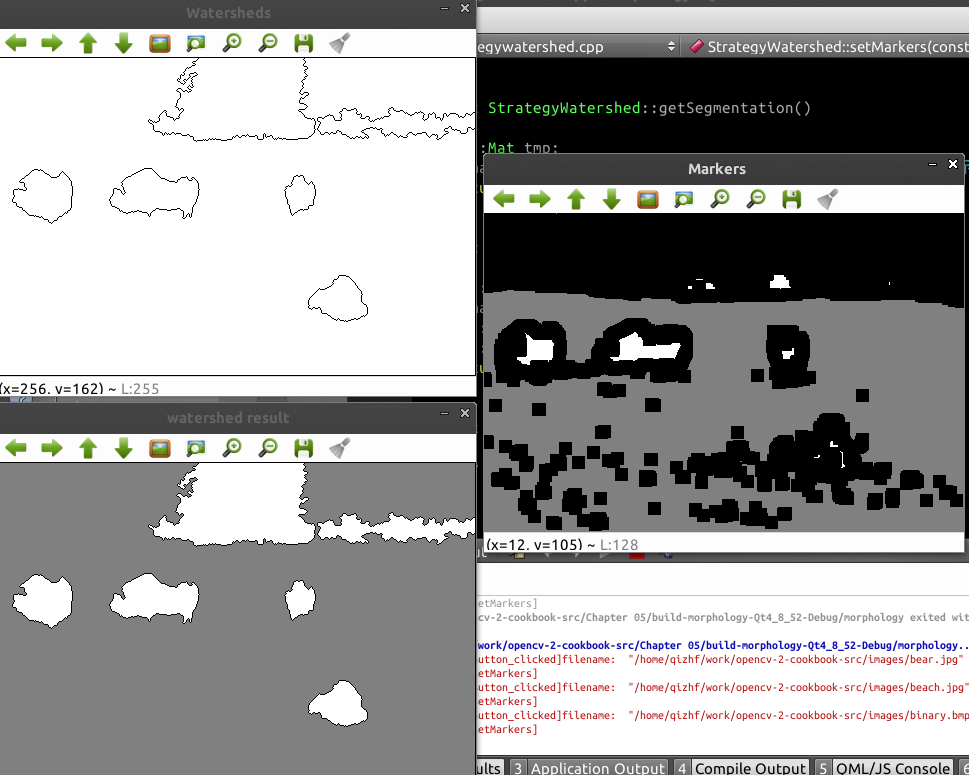 Watersheds
egywatershed.cpp
StrategyWatershed::setMarkers(const
StrategyWatershed::getSegmentation()
Mat tmp;
Markers
(x=256, y=162) ~ L:255
watershed result
(x=12, y=105) ~ L:128
etMarkers]
cv-2-cookbook-src/Chapter 05/build-morphology-Qt4_8_52-Debug/morphology exited wit
work/opencv-2-cookbook-src/Chapter 05/build-morphology-Qt4_8_52-Debug/morphology..
utton_clicked]filename:  "/home/qizhf/work/opencv-2-cookbook-src/images/bear.jpg"
etMarkers]
utton_clicked]filename:  "/home/qizhf/work/opencv-2-cookbook-src/images/beach.jpg"
etMarkers]
utton_clicked]filename:  "/home/qizhf/work/opencv-2-cookbook-src/images/binary.bmp
etMarkers]
ults 3 Application Output 4 Compile Output 5 QML/JS Console 6